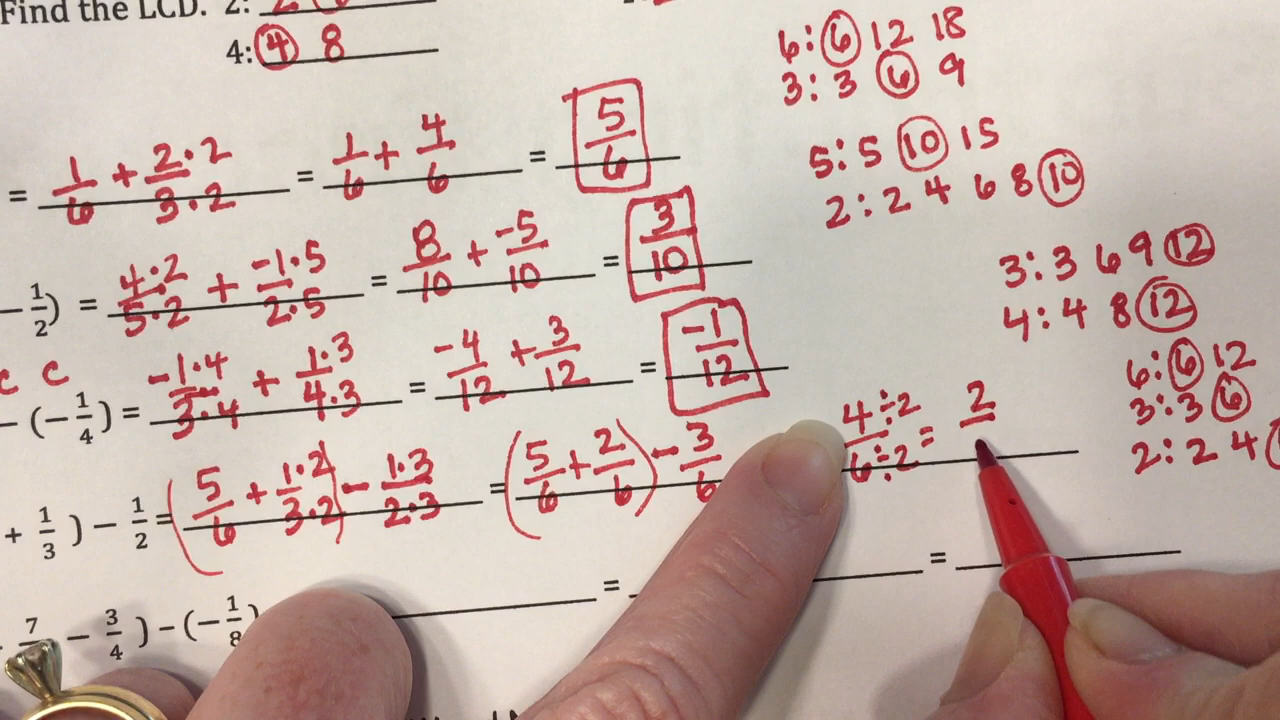 Find the LCD. 2:
4: 4 8
6: 6 12 18
3: 3 6 9
= 1/6 + 2·2/3·2 = 1/6 + 4/6 = 5/6
5: 5 10 15
2: 2 4 6 8 10
− 1/2) = 4·2/5·2 + -1·5/2·5 = 8/10 + -5/10 = 3/10
3: 3 6 9 12
4: 4 8 12
C C
− (− 1/4) = -1·4/3·4 + 1·3/4·3 = -4/12 + 3/12 = -1/12
6: 6 12
3: 3 6
2: 2 4
+ 1/3 ) − 1/2 = (5/6 + 1·2/3·2) − 1·3/2·3 = (5/6 + 2/6) − 3/6 4÷2/6÷2 = 2
7 − 3/4 ) − (− 1/8) = =